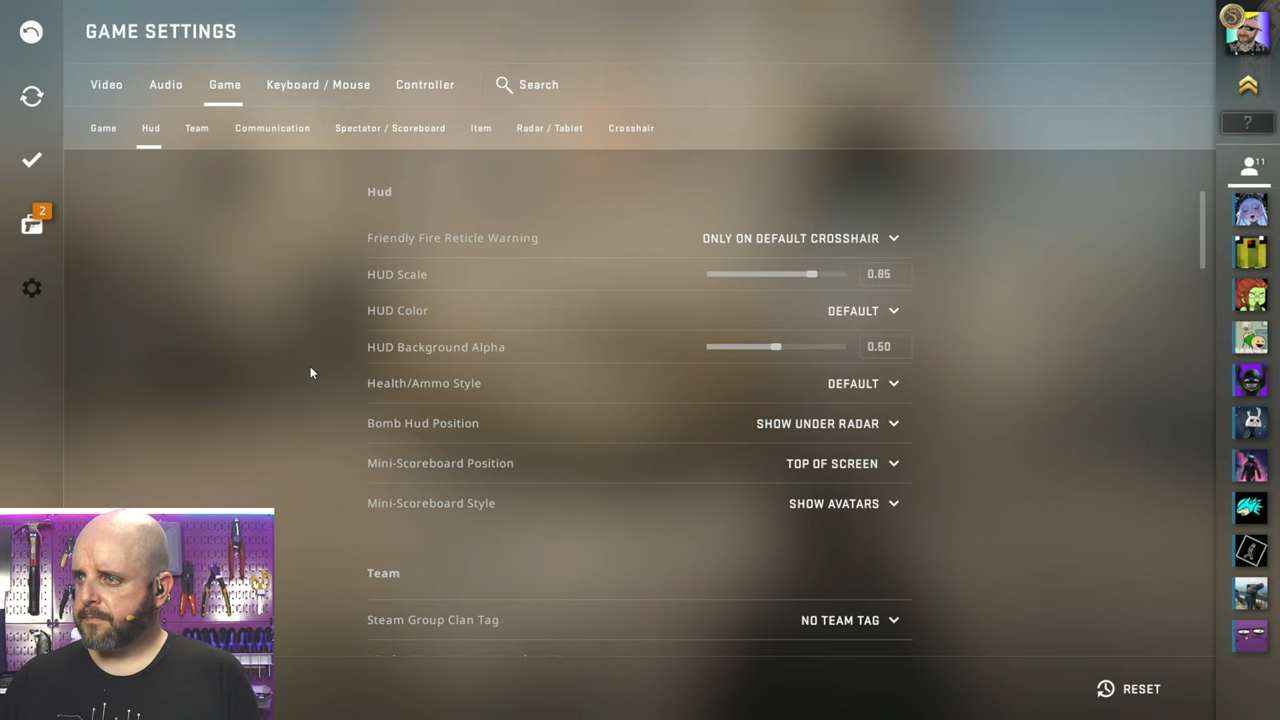 GAME SETTINGS
Video Audio Game Keyboard / Mouse Controller Search
Game Hud Team Communication Spectator / Scoreboard Item Radar / Tablet Crosshair
Hud
Friendly Fire Reticle Warning ONLY ON DEFAULT CROSSHAIR
HUD Scale 0.85
HUD Color DEFAULT
HUD Background Alpha 0.50
Health/Ammo Style DEFAULT
Bomb Hud Position SHOW UNDER RADAR
Mini-Scoreboard Position TOP OF SCREEN
Mini-Scoreboard Style SHOW AVATARS
Team
Steam Group Clan Tag NO TEAM TAG
RESET
2
5
?
11